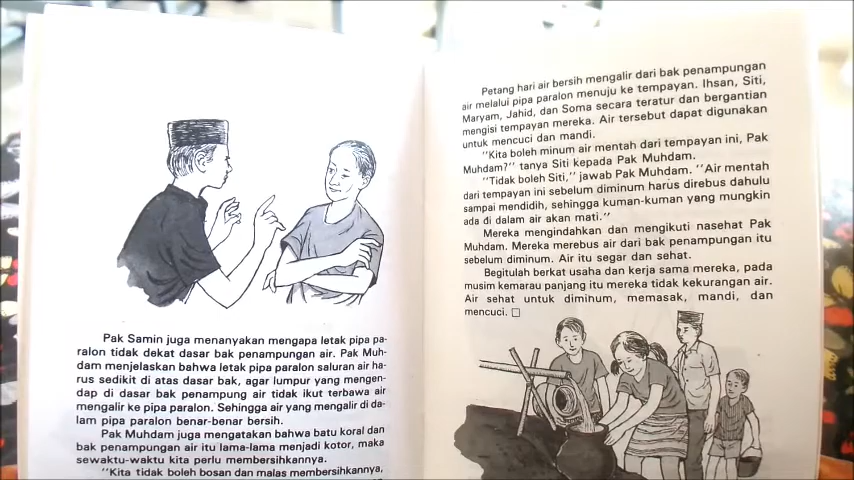 Pak Samin juga menanyakan mengapa letak pipa pa-
ralon tidak dekat dasar bak penampungan air. Pak Muh-
dam menjelaskan bahwa letak pipa paralon saluran air ha-
rus sedikit di atas dasar bak, agar lumpur yang mengen-
dap di dasar bak penampung air tidak ikut terbawa air
mengalir ke pipa paralon. Sehingga air yang mengalir di da-
lam pipa paralon benar-benar bersih.
Pak Muhdam juga mengatakan bahwa batu koral dan
bak penampungan air itu lama-lama menjadi kotor, maka
sewaktu-waktu kita perlu membersihkannya.
"Kita tidak boleh bosan dan malas membersihkannya,
Petang hari air bersih mengalir dari bak penampungan
air melalui pipa paralon menuju ke tempayan. Ihsan, Siti,
Maryam, Jahid, dan Soma secara teratur dan bergantian
mengisi tempayan mereka. Air tersebut dapat digunakan
untuk mencuci dan mandi.
"Kita boleh minum air mentah dari tempayan ini, Pak
Muhdam?" tanya Siti kepada Pak Muhdam.
"Tidak boleh Siti," jawab Pak Muhdam. "Air mentah
dari tempayan ini sebelum diminum harus direbus dahulu
sampai mendidih, sehingga kuman-kuman yang mungkin
ada di dalam air akan mati."
Mereka mengindahkan dan mengikuti nasehat Pak
Muhdam. Mereka merebus air dari bak penampungan itu
sebelum diminum. Air itu segar dan sehat.
Begitulah berkat usaha dan kerja sama mereka, pada
musim kemarau panjang itu mereka tidak kekurangan air.
Air sehat untuk diminum, memasak, mandi, dan
mencuci. □